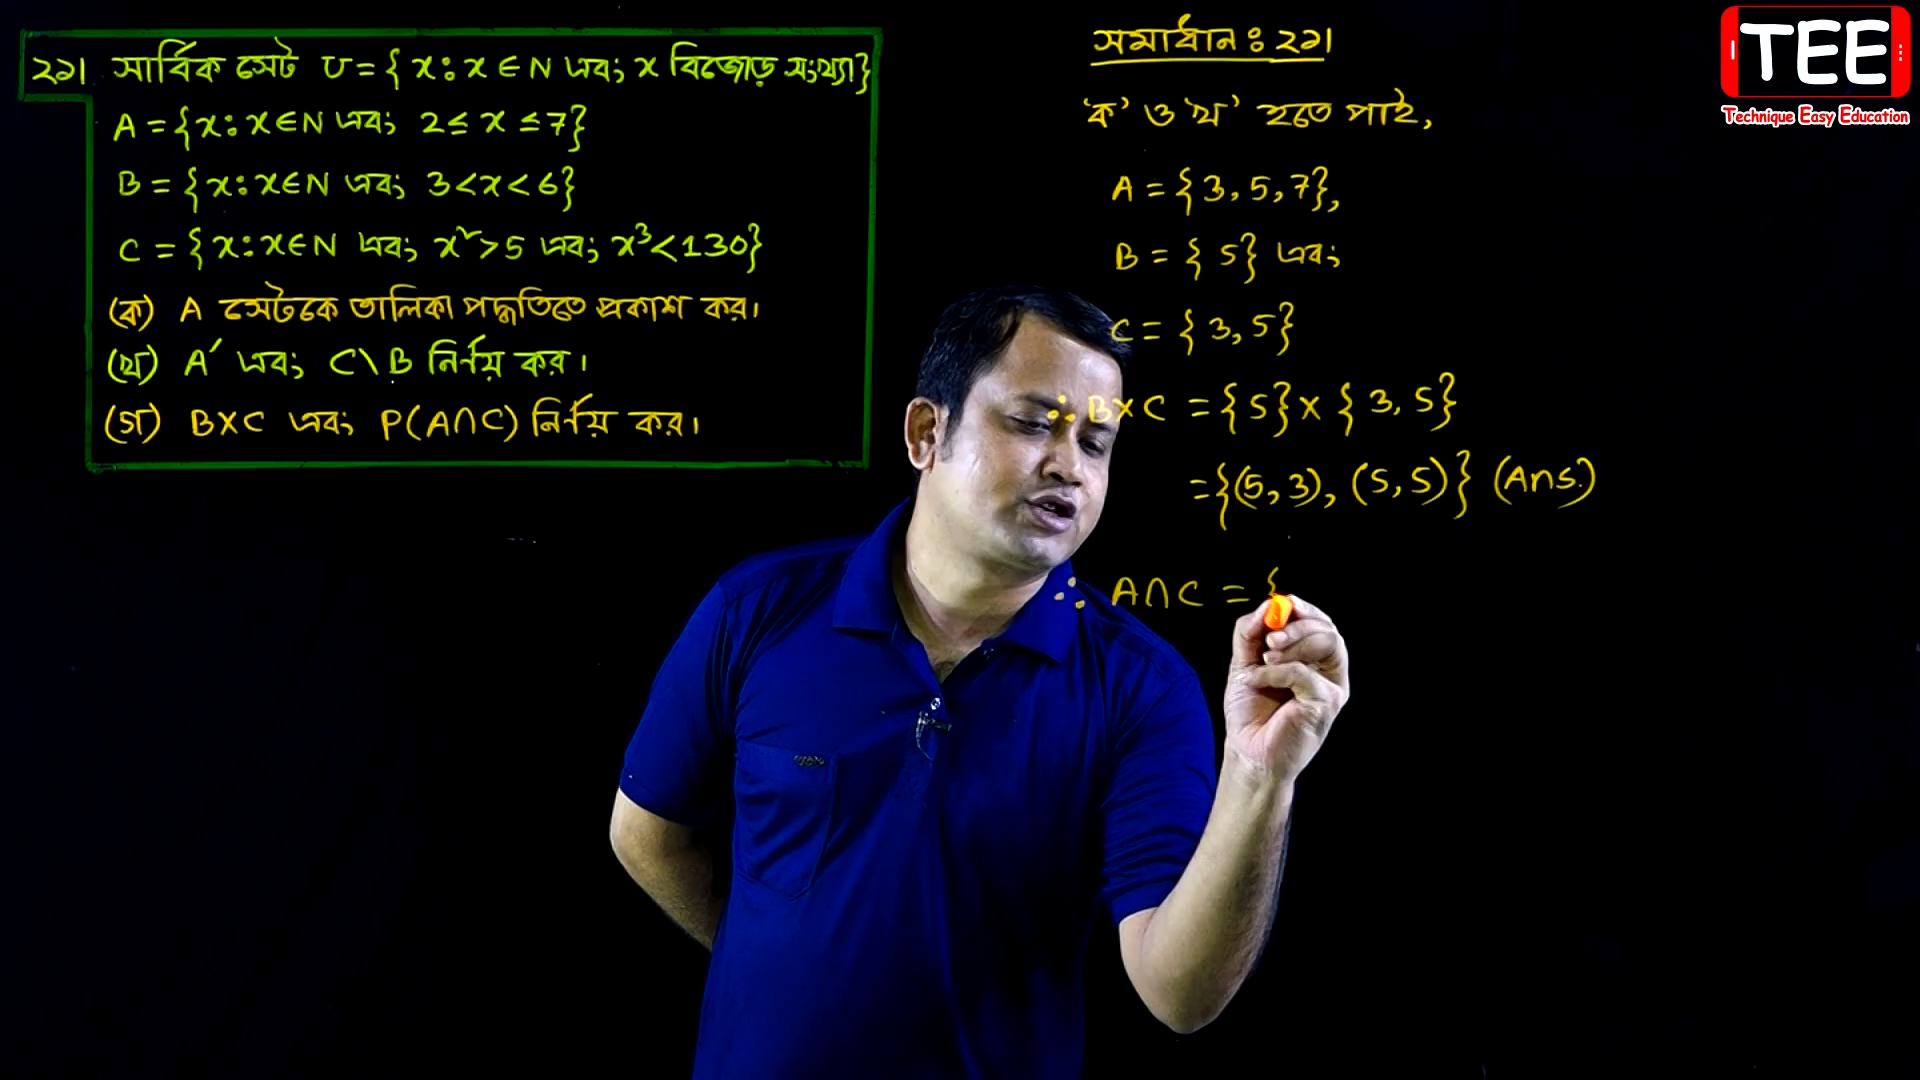 ২১। সার্বিক সেট U = { x : x ∈ N এবং x বিজোড় সংখ্যা}
A = {x : x ∈ N এবং 2 ≤ x ≤ 7}
B = {x : x ∈ N এবং 3 < x < 6}
C = {x : x ∈ N এবং x² > 5 এবং x³ < 130}
(ক) A সেটকে তালিকা পদ্ধতিতে প্রকাশ কর।
(খ) A′ এবং C \ B নির্ণয় কর।
(গ) B×C এবং P(A∩C) নির্ণয় কর।
সমাধান : ২১।
'ক' ও 'খ' হতে পাই,
A = {3, 5, 7},
B = { 5} এবং
C = { 3, 5}
∴ B×C = {5} × { 3, 5}
= {(5, 3), (5, 5)} (Ans.)
∴ A∩C = {
TEE
Technique Easy Education